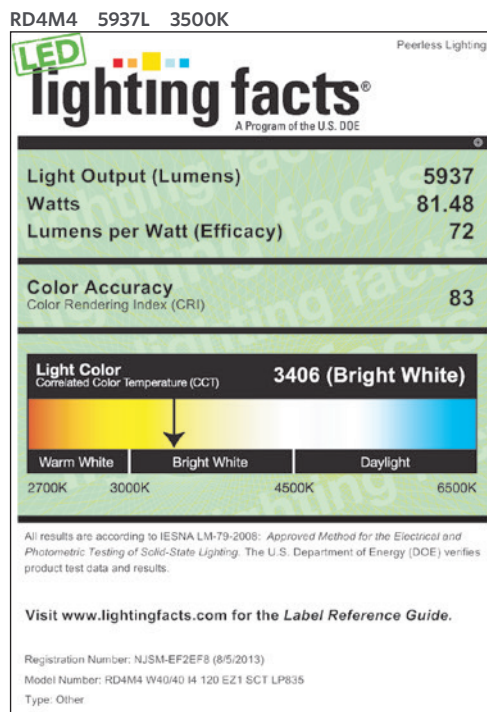 RD4M4 5937L 3500K
Peerless Lighting
LED
lighting facts®
A Program of the U.S. DOE
Light Output (Lumens) 5937
Watts 81.48
Lumens per Watt (Efficacy) 72
Color Accuracy
Color Rendering Index (CRI) 83
Light Color
Correlated Color Temperature (CCT) 3406 (Bright White)
Warm White Bright White Daylight
2700K 3000K 4500K 6500K
All results are according to IESNA LM-79-2008: Approved Method for the Electrical and
Photometric Testing of Solid-State Lighting. The U.S. Department of Energy (DOE) verifies
product test data and results.
Visit www.lightingfacts.com for the Label Reference Guide.
Registration Number: NJSM-EF2EF8 (8/5/2013)
Model Number: RD4M4 W40/40 I4 120 EZ1 SCT LP835
Type: Other